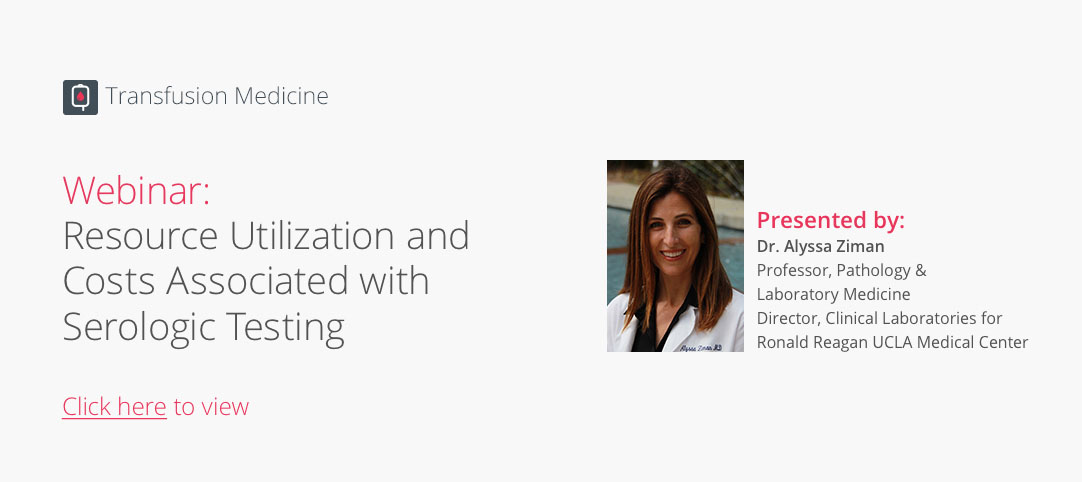 Transfusion Medicine
Webinar:
Resource Utilization and
Costs Associated with
Serologic Testing
Click here to view
Presented by:
Dr. Alyssa Ziman
Professor, Pathology &
Laboratory Medicine
Director, Clinical Laboratories for
Ronald Reagan UCLA Medical Center
Alyssa Ziman, M.D.